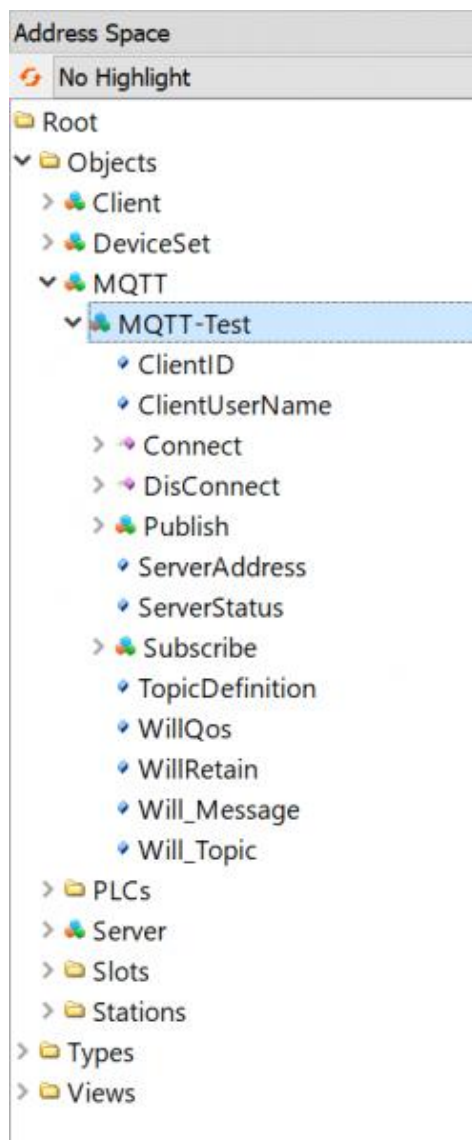 Address Space
No Highlight
Root
Objects
Client
DeviceSet
MQTT
MQTT-Test
ClientID
ClientUserName
Connect
DisConnect
Publish
ServerAddress
ServerStatus
Subscribe
TopicDefinition
WillQos
WillRetain
Will_Message
Will_Topic
PLCs
Server
Slots
Stations
Types
Views